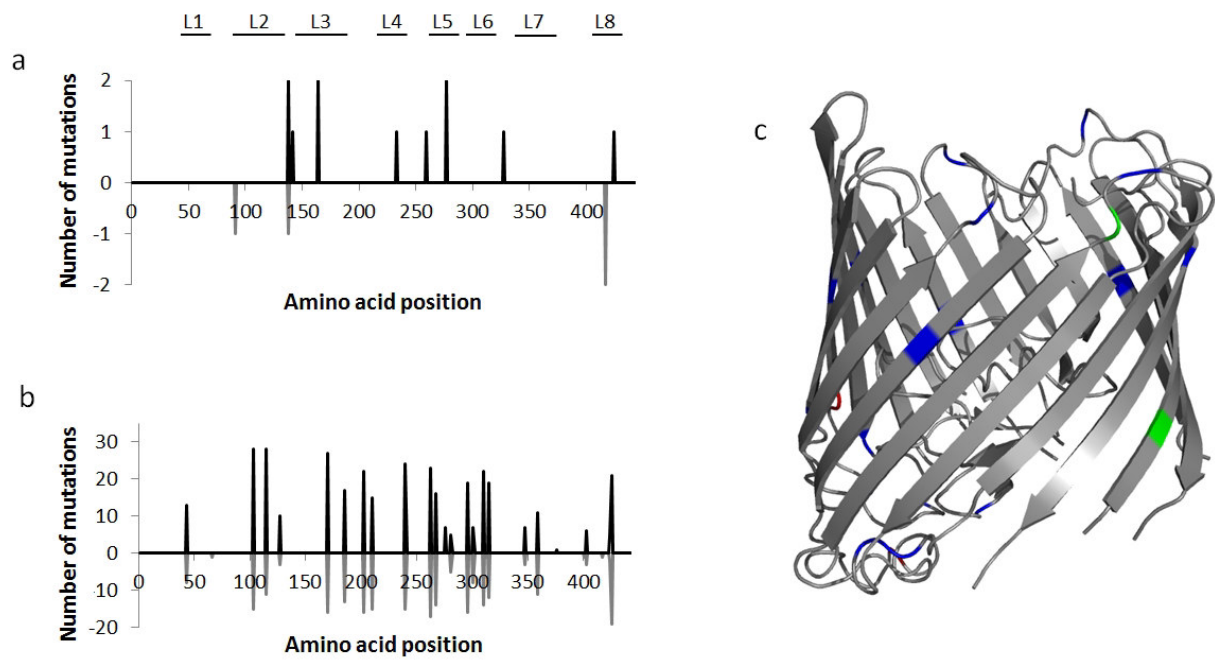 L1 L2 L3 L4 L5 L6 L7 L8
a
Number of mutations
2
1
0
-1
-2
0 50 100 150 200 250 300 350 400
Amino acid position
b
Number of mutations
30
20
10
0
-10
-20
0 50 100 150 200 250 300 350 400
Amino acid position
c